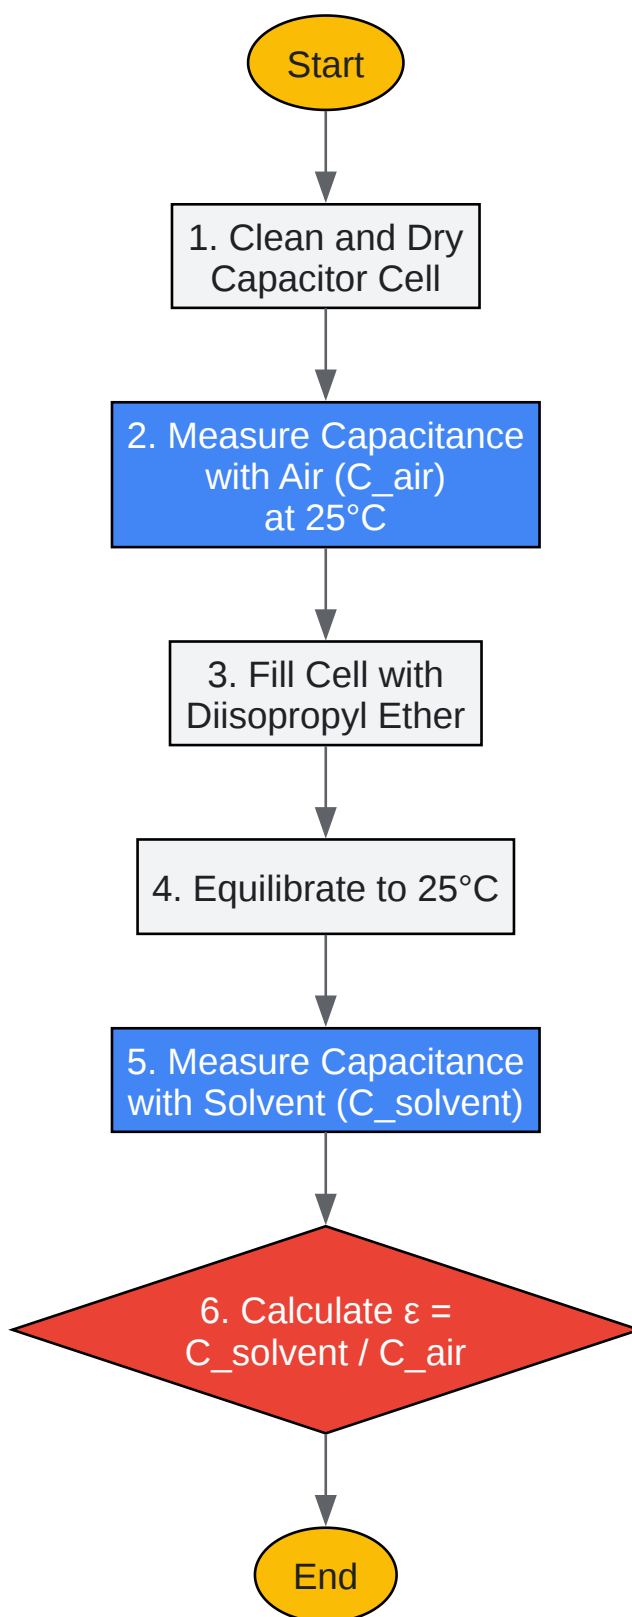 Start
1. Clean and Dry
Capacitor Cell
2. Measure Capacitance
with Air (C_air)
at 25°C
3. Fill Cell with
Diisopropyl Ether
4. Equilibrate to 25°C
5. Measure Capacitance
with Solvent (C_solvent)
6. Calculate ε =
C_solvent / C_air
End